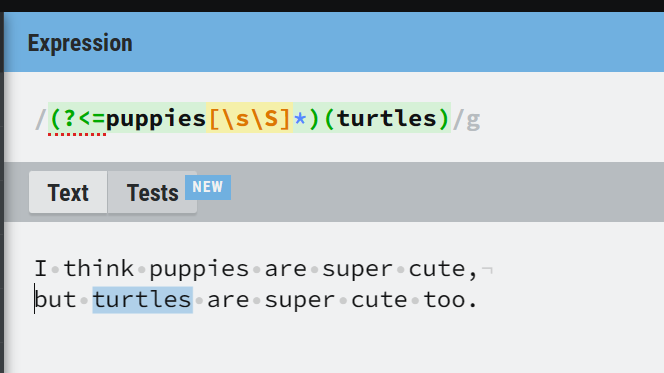 Expression
/(?<=puppies[\s\S]*)(turtles)/g
Text Tests NEW
I•think•puppies•are•super•cute,¬
but•turtles•are•super•cute•too.